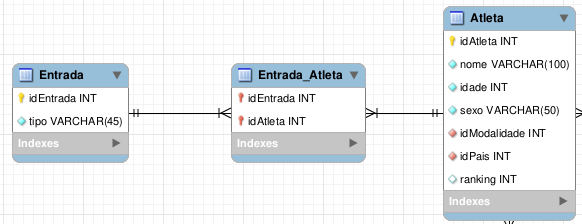 Entrada
idEntrada INT
tipo VARCHAR(45)
Indexes
Entrada_Atleta
idEntrada INT
idAtleta INT
Indexes
Atleta
idAtleta INT
nome VARCHAR(100)
idade INT
sexo VARCHAR(50)
idModalidade INT
idPais INT
ranking INT
Indexes